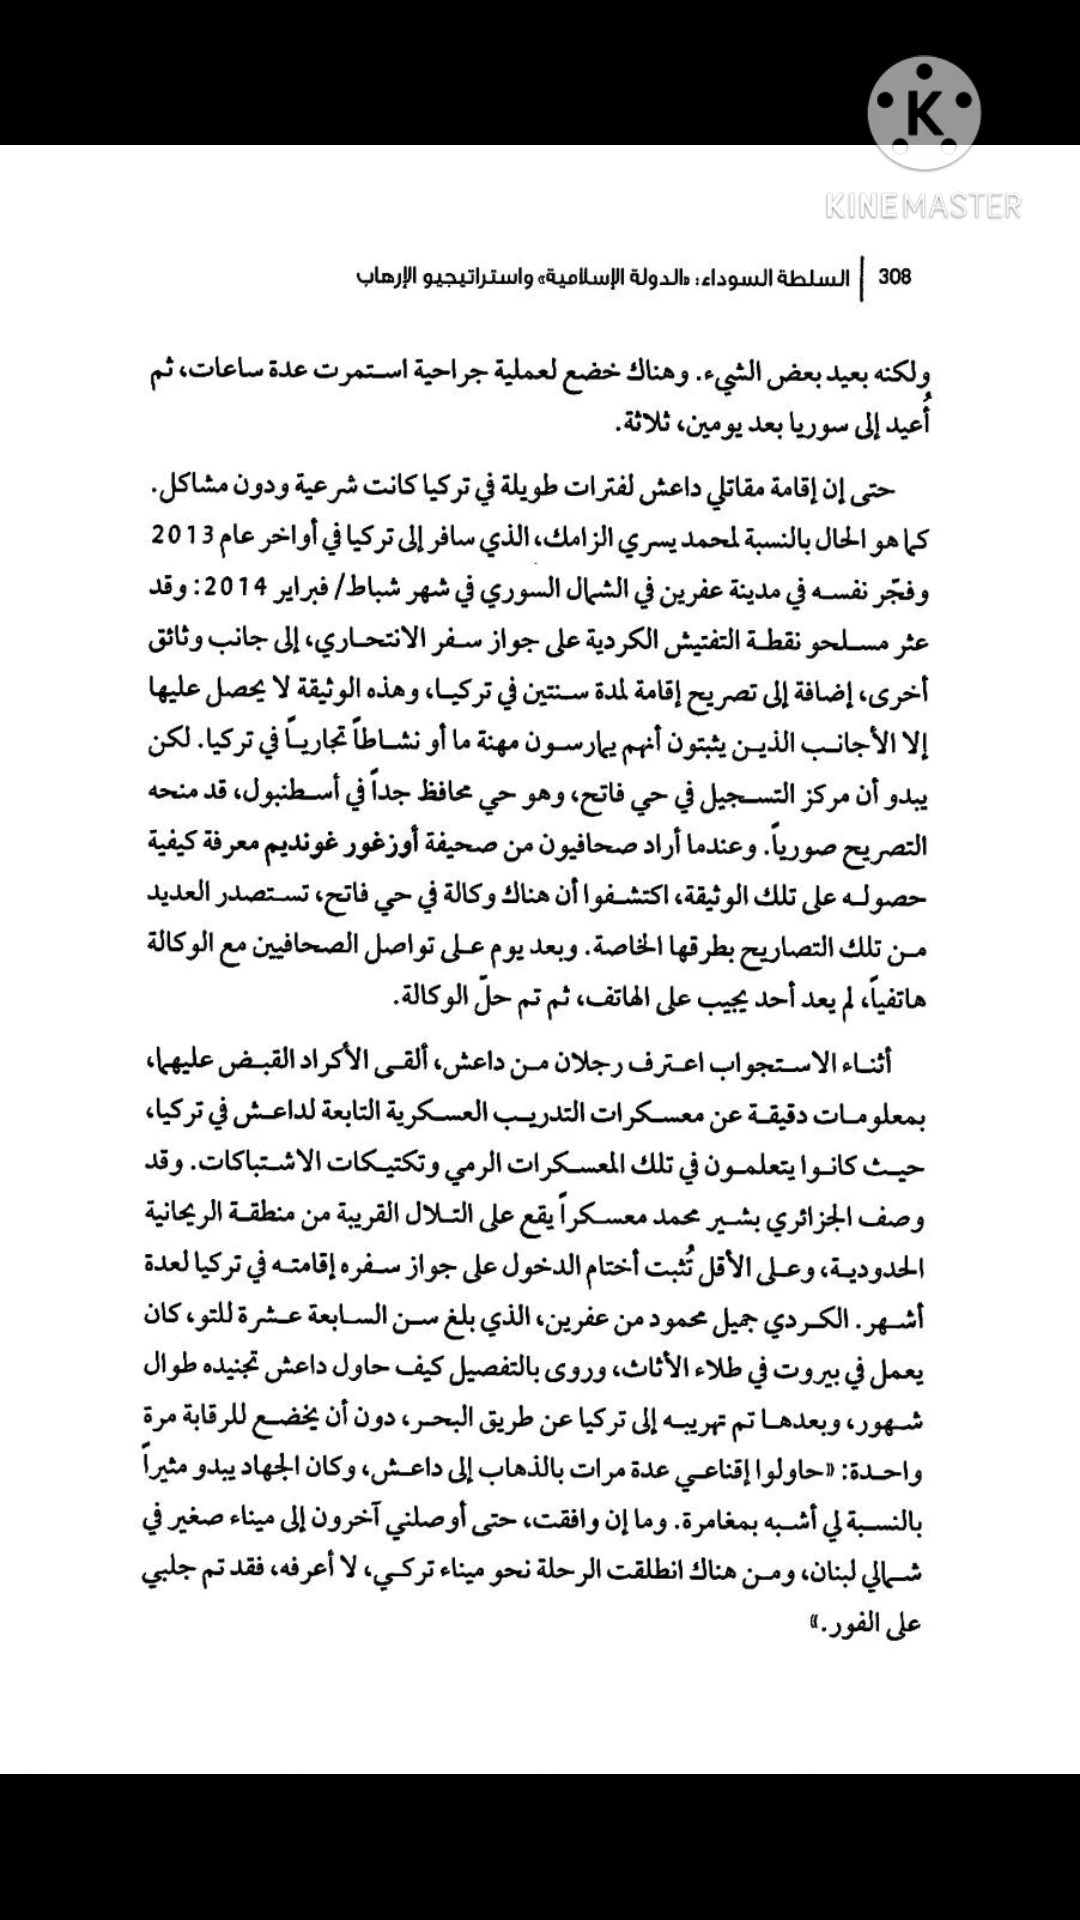 K
KINEMASTER
308 | السلطة السوداء: «الدولة الإسلامية» واستراتيجيو الإرهاب
ولكنه بعيد بعض الشيء. وهناك خضع لعملية جراحية استمرت عدة ساعات، ثم
أُعيد إلى سوريا بعد يومين، ثلاثة.
حتى إن إقامة مقاتلي داعش لفترات طويلة في تركيا كانت شرعية ودون مشاكل.
كما هو الحال بالنسبة لمحمد يسري الزامك، الذي سافر إلى تركيا في أواخر عام 2013
وفجّر نفسه في مدينة عفرين في الشمال السوري في شهر شباط/ فبراير 2014: وقد
عثر مسلحو نقطة التفتيش الكردية على جواز سفر الانتحاري، إلى جانب وثائق
أخرى، إضافة إلى تصريح إقامة لمدة سنتين في تركيا، وهذه الوثيقة لا يحصل عليها
إلا الأجانب الذين يثبتون أنهم يمارسون مهنة ما أو نشاطاً تجارياً في تركيا. لكن
يبدو أن مركز التسجيل في حي فاتح، وهو حي محافظ جداً في أسطنبول، قد منحه
التصريح صورياً. وعندما أراد صحافيون من صحيفة أوزغور غونديم معرفة كيفية
حصوله على تلك الوثيقة، اكتشفوا أن هناك وكالة في حي فاتح، تستصدر العديد
من تلك التصاريح بطرقها الخاصة. وبعد يوم على تواصل الصحافيين مع الوكالة
هاتفياً، لم يعد أحد يجيب على الهاتف، ثم تم حلّ الوكالة.
أثناء الاستجواب اعترف رجلان من داعش، ألقى الأكراد القبض عليهما،
بمعلومات دقيقة عن معسكرات التدريب العسكرية التابعة لداعش في تركيا،
حيث كانوا يتعلمون في تلك المعسكرات الرمي وتكتيكات الاشتباكات. وقد
وصف الجزائري بشير محمد معسكراً يقع على التلال القريبة من منطقة الريحانية
الحدودية، وعلى الأقل تُثبت أختام الدخول على جواز سفره إقامته في تركيا لعدة
أشهر. الكردي جميل محمود من عفرين، الذي بلغ سن السابعة عشرة للتو، كان
يعمل في بيروت في طلاء الأثاث، وروى بالتفصيل كيف حاول داعش تجنيده طوال
شهور، وبعدها تم تهريبه إلى تركيا عن طريق البحر، دون أن يخضع للرقابة مرة
واحدة: «حاولوا إقناعي عدة مرات بالذهاب إلى داعش، وكان الجهاد يبدو مثيراً
بالنسبة لي أشبه بمغامرة. وما إن وافقت، حتى أوصلني آخرون إلى ميناء صغير في
شمالي لبنان، ومن هناك انطلقت الرحلة نحو ميناء تركي، لا أعرفه، فقد تم جلبي
على الفور.»